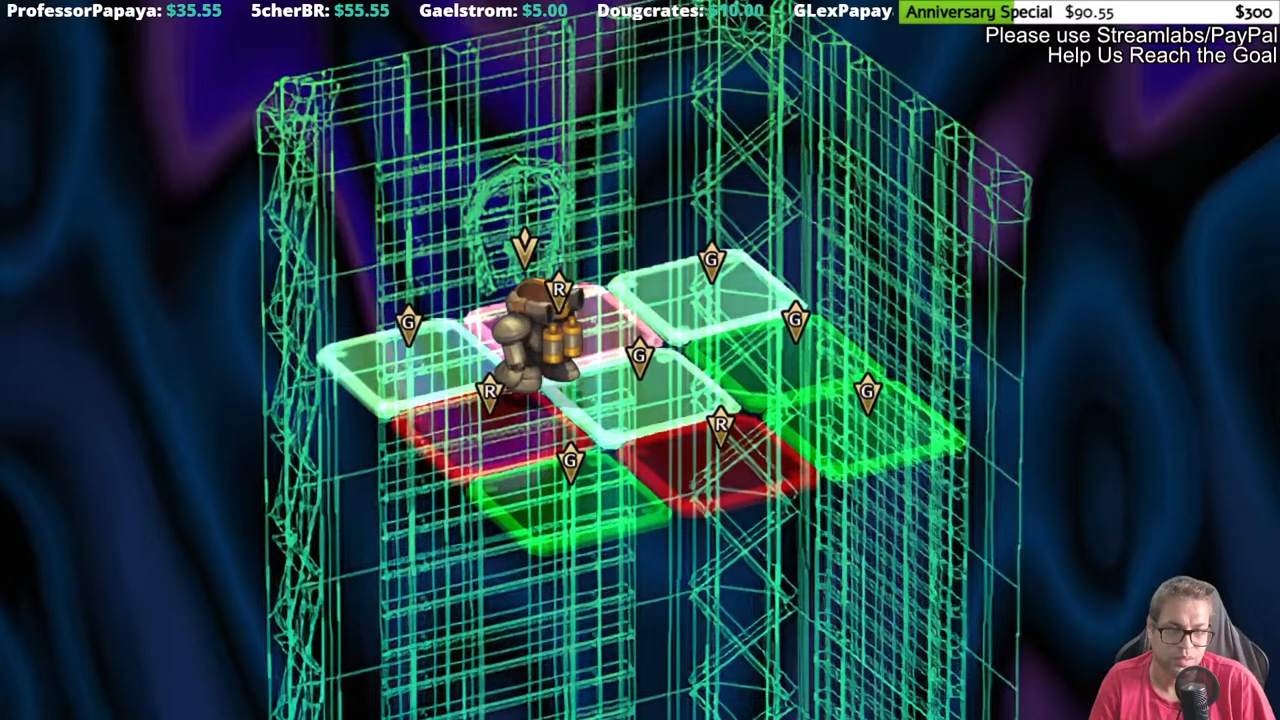 ProfessorPapaya: $35.55 5cherBR: $55.55 Gaelstrom: $5.00 Dougcrates: $10.00 GLexPapay
Anniversary Special $90.55 $300
Please use Streamlabs/PayPal
Help Us Reach the Goal
G
R
G
G
G
R
G
R
G